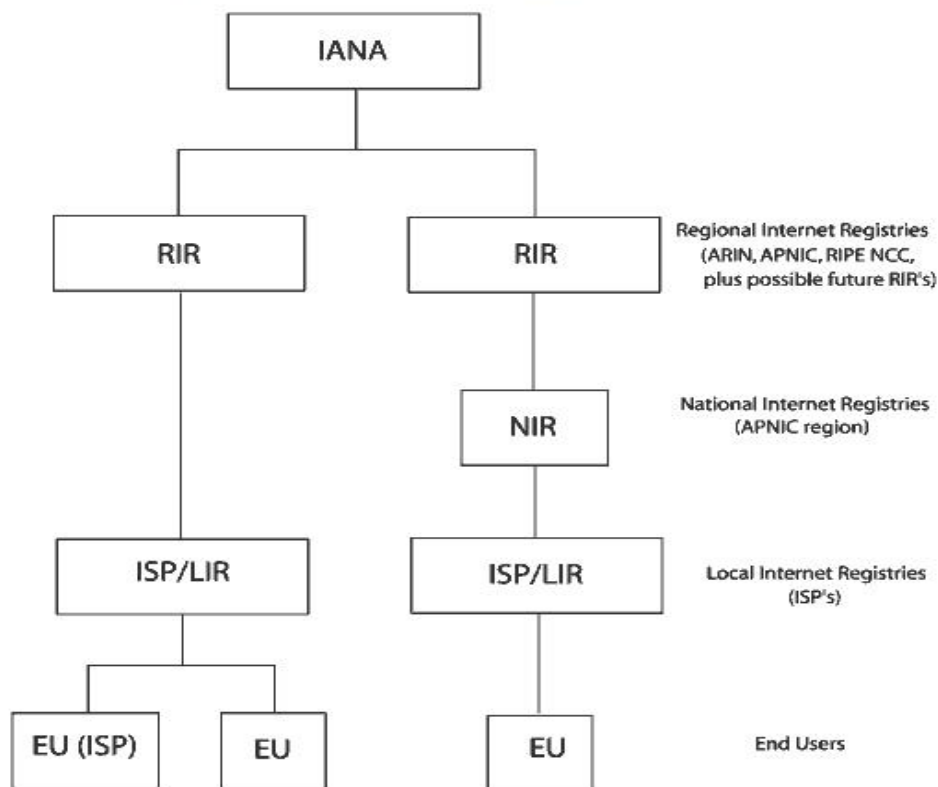 IANA
RIR
RIR
Regional Internet Registries
(ARIN, APNIC, RIPE NCC,
plus possible future RIR's)
NIR
National Internet Registries
(APNIC region)
ISP/LIR
ISP/LIR
Local Internet Registries
(ISP's)
EU (ISP)
EU
EU
End Users